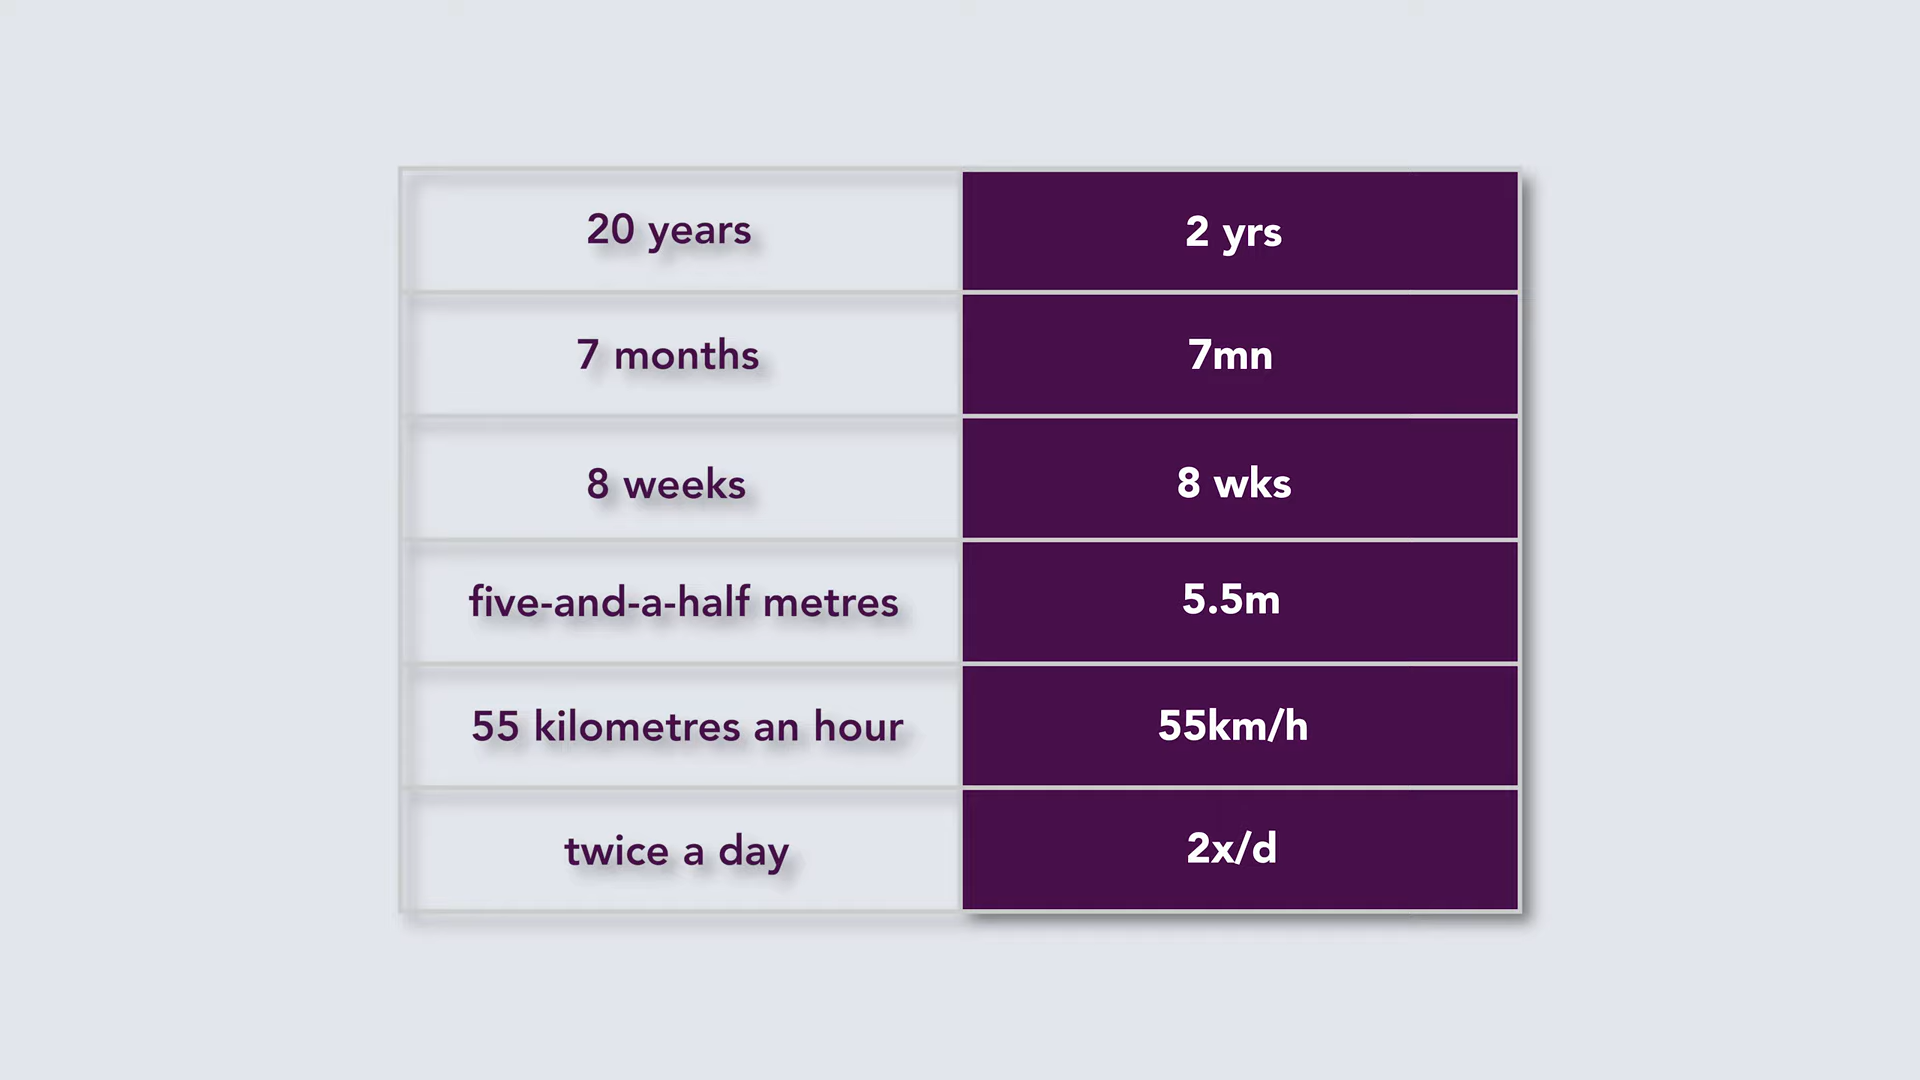 20 years 2 yrs
7 months 7mn
8 weeks 8 wks
five-and-a-half metres 5.5m
55 kilometres an hour 55km/h
twice a day 2x/d